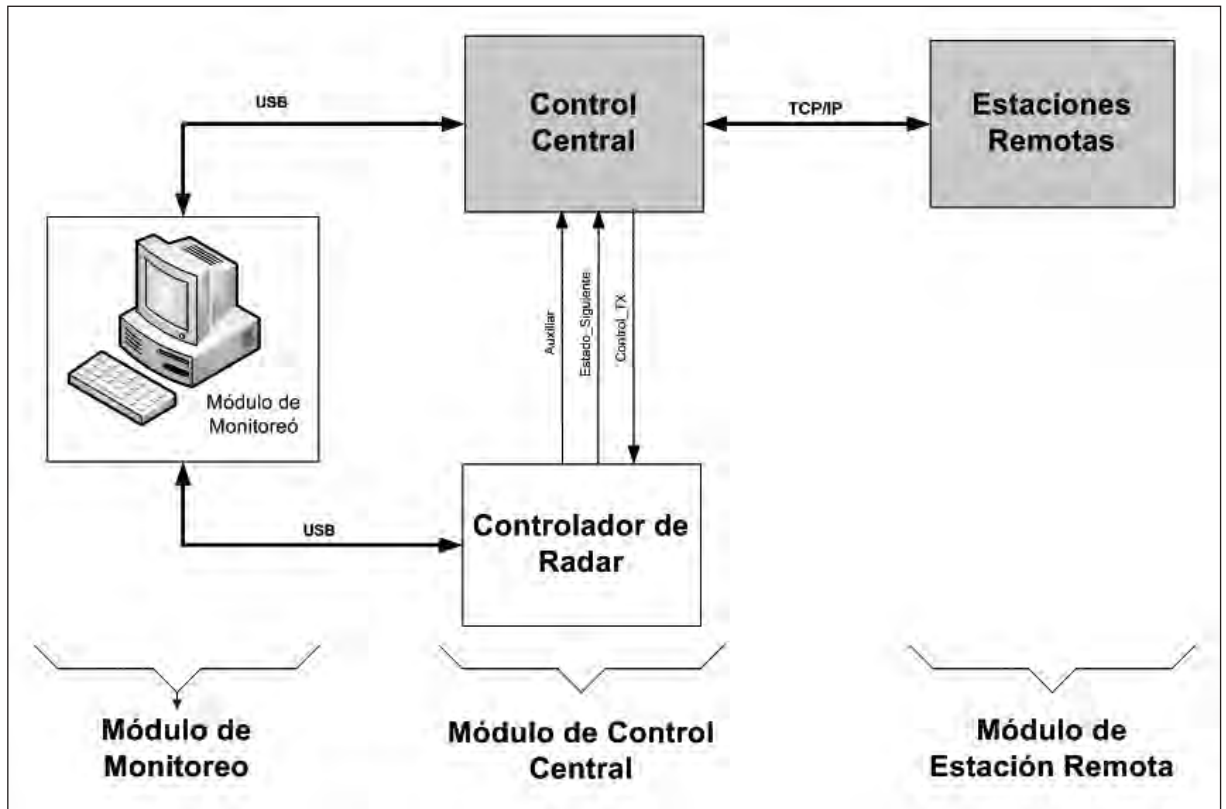 USB
Control
Central
TCP/IP
Estaciones
Remotas
Auxiliar
Estado_Siguiente
Control_TX
Módulo de
Monitoreó
USB
Controlador de
Radar
Módulo de
Monitoreo
Módulo de Control
Central
Módulo de
Estación Remota